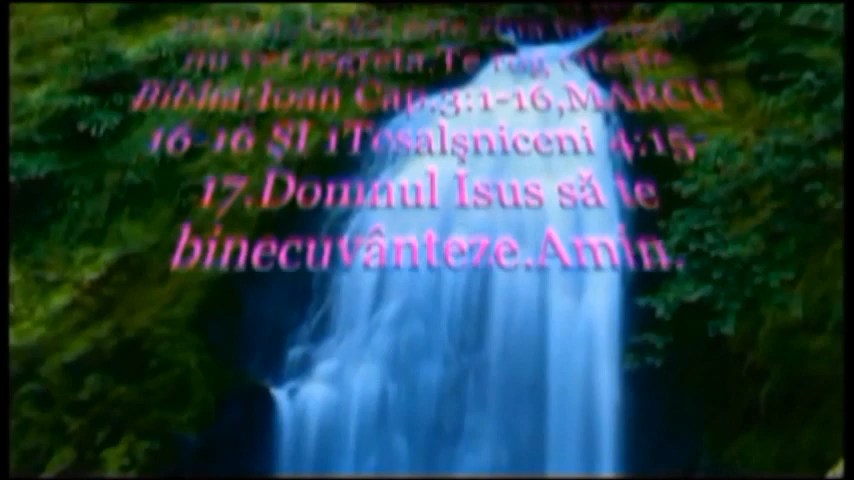 nu vei regreta.Te rog citeşte
Biblia:Ioan Cap.3:1-16,MARCU
16-16 ŞI 1Tesalşniceni 4:15-
17.Domnul Isus să te
binecuvânteze.Amin.